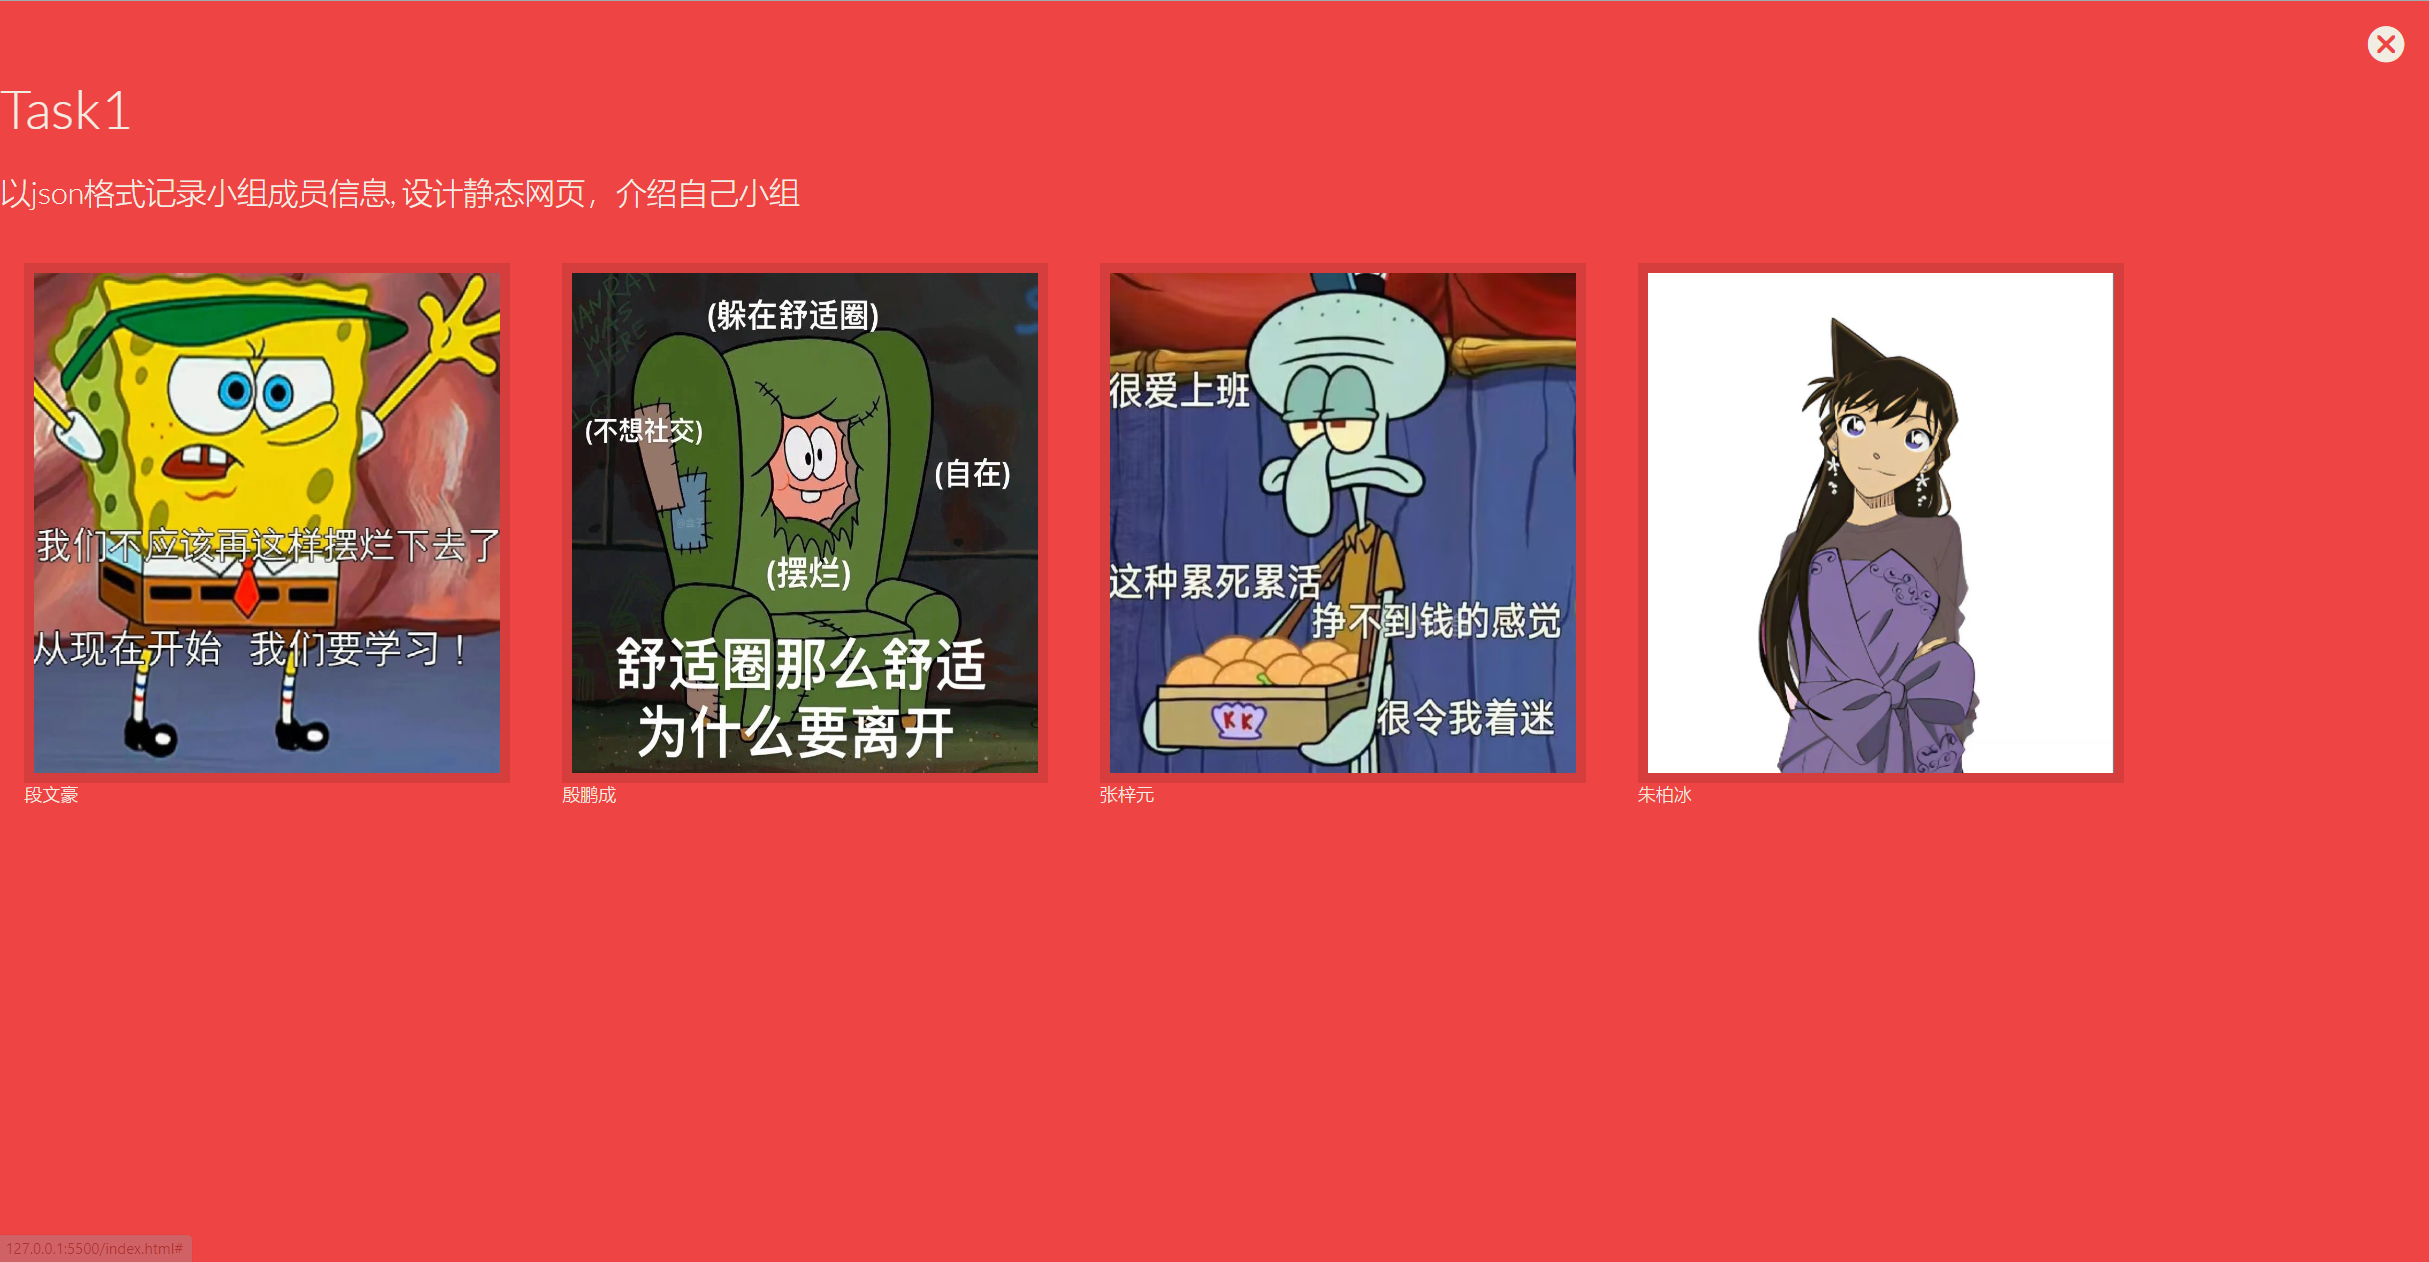 Task1
以json格式记录小组成员信息, 设计静态网页，介绍自己小组
我们不应该再这样摆烂下去了
从现在开始 我们要学习！
段文豪
MAN RAY
WAS
HERE
(躲在舒适圈)
(不想社交)
(自在)
(摆烂)
舒适圈那么舒适
为什么要离开
殷鹏成
很爱上班
这种累死累活
挣不到钱的感觉
很令我着迷
KK
张梓元
朱柏冰
127.0.0.1:5500/index.html#